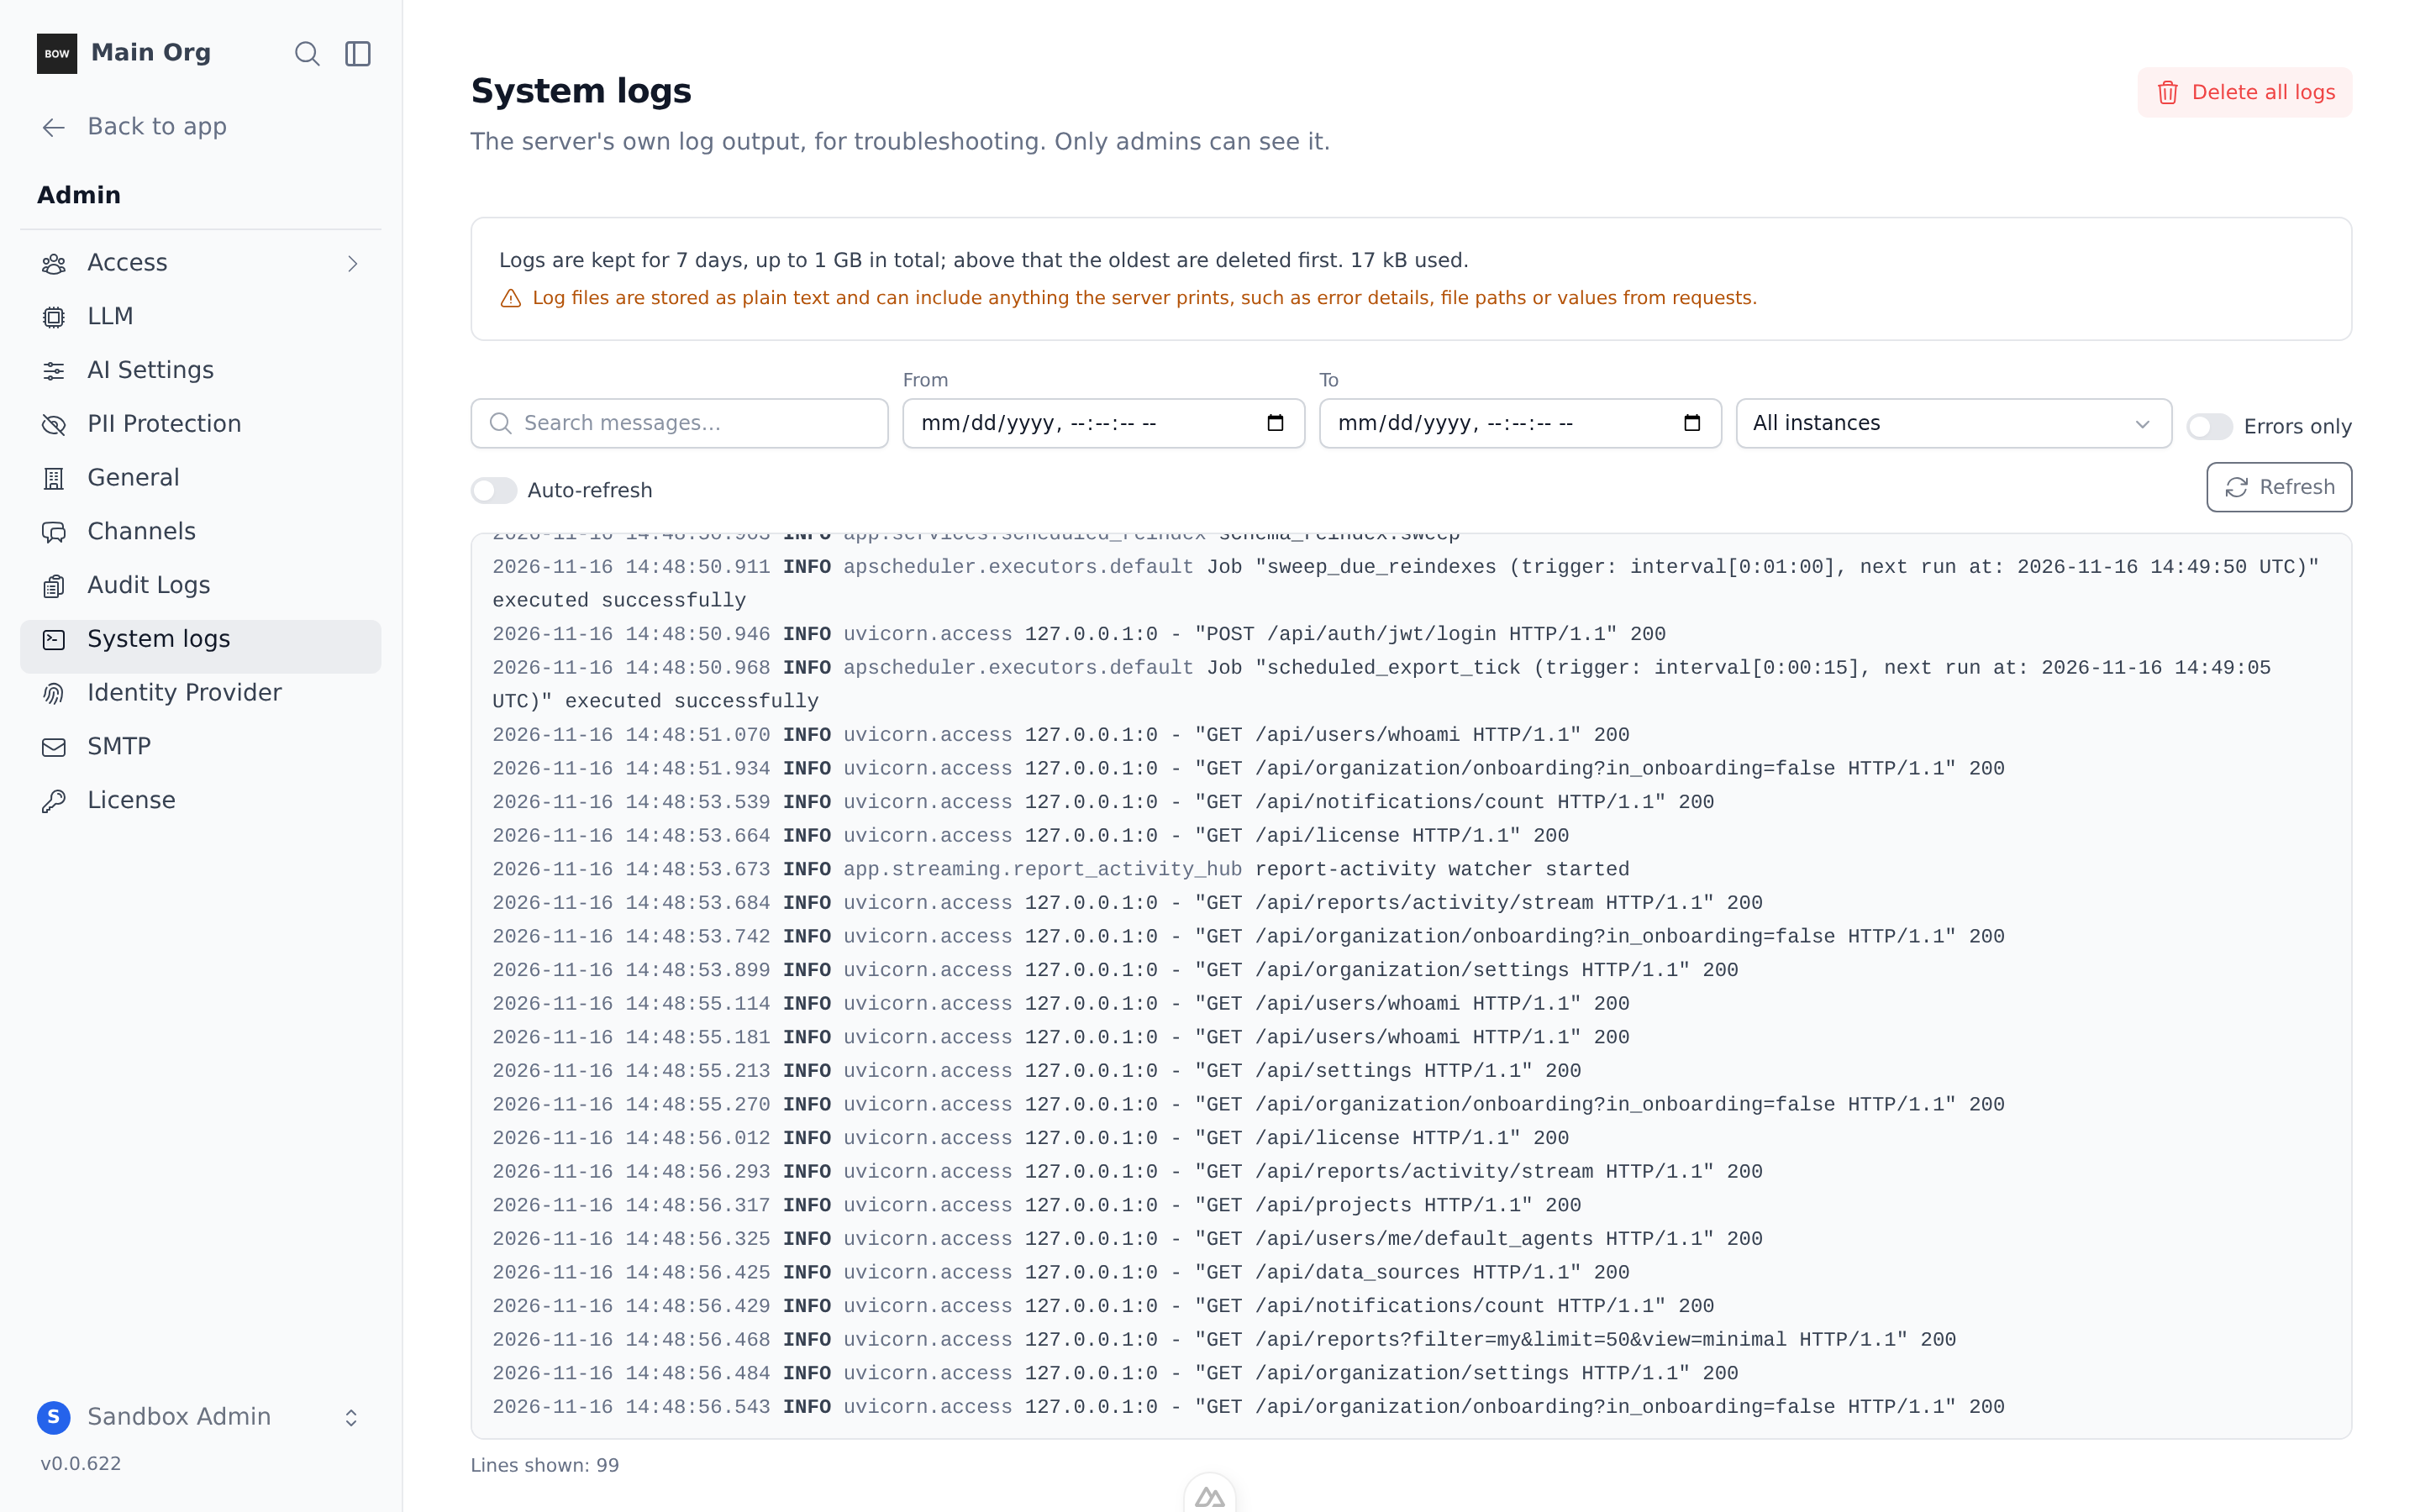 BOW
Main Org
Back to app
Admin
Access
LLM
AI Settings
PII Protection
General
Channels
Audit Logs
System logs
Identity Provider
SMTP
License
Sandbox Admin
S
v0.0.622
System logs
Delete all logs
The server's own log output, for troubleshooting. Only admins can see it.
Logs are kept for 7 days, up to 1 GB in total; above that the oldest are deleted first. 17 kB used.
Log files are stored as plain text and can include anything the server prints, such as error details, file paths or values from requests.
From
To
Search messages...
mm/dd/yyyy, --:--:-- --
mm/dd/yyyy, --:--:-- --
All instances
Errors only
Auto-refresh
Refresh
2026-11-16 14:48:50.903 INFO app.services.scheduled_reindex schema_reindex.sweep
2026-11-16 14:48:50.911 INFO apscheduler.executors.default Job "sweep_due_reindexes (trigger: interval[0:01:00], next run at: 2026-11-16 14:49:50 UTC)"
executed successfully
2026-11-16 14:48:50.946 INFO uvicorn.access 127.0.0.1:0 - "POST /api/auth/jwt/login HTTP/1.1" 200
2026-11-16 14:48:50.968 INFO apscheduler.executors.default Job "scheduled_export_tick (trigger: interval[0:00:15], next run at: 2026-11-16 14:49:05
UTC)" executed successfully
2026-11-16 14:48:51.070 INFO uvicorn.access 127.0.0.1:0 - "GET /api/users/whoami HTTP/1.1" 200
2026-11-16 14:48:51.934 INFO uvicorn.access 127.0.0.1:0 - "GET /api/organization/onboarding?in_onboarding=false HTTP/1.1" 200
2026-11-16 14:48:53.539 INFO uvicorn.access 127.0.0.1:0 - "GET /api/notifications/count HTTP/1.1" 200
2026-11-16 14:48:53.664 INFO uvicorn.access 127.0.0.1:0 - "GET /api/license HTTP/1.1" 200
2026-11-16 14:48:53.673 INFO app.streaming.report_activity_hub report-activity watcher started
2026-11-16 14:48:53.684 INFO uvicorn.access 127.0.0.1:0 - "GET /api/reports/activity/stream HTTP/1.1" 200
2026-11-16 14:48:53.742 INFO uvicorn.access 127.0.0.1:0 - "GET /api/organization/onboarding?in_onboarding=false HTTP/1.1" 200
2026-11-16 14:48:53.899 INFO uvicorn.access 127.0.0.1:0 - "GET /api/organization/settings HTTP/1.1" 200
2026-11-16 14:48:55.114 INFO uvicorn.access 127.0.0.1:0 - "GET /api/users/whoami HTTP/1.1" 200
2026-11-16 14:48:55.181 INFO uvicorn.access 127.0.0.1:0 - "GET /api/users/whoami HTTP/1.1" 200
2026-11-16 14:48:55.213 INFO uvicorn.access 127.0.0.1:0 - "GET /api/settings HTTP/1.1" 200
2026-11-16 14:48:55.270 INFO uvicorn.access 127.0.0.1:0 - "GET /api/organization/onboarding?in_onboarding=false HTTP/1.1" 200
2026-11-16 14:48:56.012 INFO uvicorn.access 127.0.0.1:0 - "GET /api/license HTTP/1.1" 200
2026-11-16 14:48:56.293 INFO uvicorn.access 127.0.0.1:0 - "GET /api/reports/activity/stream HTTP/1.1" 200
2026-11-16 14:48:56.317 INFO uvicorn.access 127.0.0.1:0 - "GET /api/projects HTTP/1.1" 200
2026-11-16 14:48:56.325 INFO uvicorn.access 127.0.0.1:0 - "GET /api/users/me/default_agents HTTP/1.1" 200
2026-11-16 14:48:56.425 INFO uvicorn.access 127.0.0.1:0 - "GET /api/data_sources HTTP/1.1" 200
2026-11-16 14:48:56.429 INFO uvicorn.access 127.0.0.1:0 - "GET /api/notifications/count HTTP/1.1" 200
2026-11-16 14:48:56.468 INFO uvicorn.access 127.0.0.1:0 - "GET /api/reports?filter=my&limit=50&view=minimal HTTP/1.1" 200
2026-11-16 14:48:56.484 INFO uvicorn.access 127.0.0.1:0 - "GET /api/organization/settings HTTP/1.1" 200
2026-11-16 14:48:56.543 INFO uvicorn.access 127.0.0.1:0 - "GET /api/organization/onboarding?in_onboarding=false HTTP/1.1" 200
Lines shown: 99